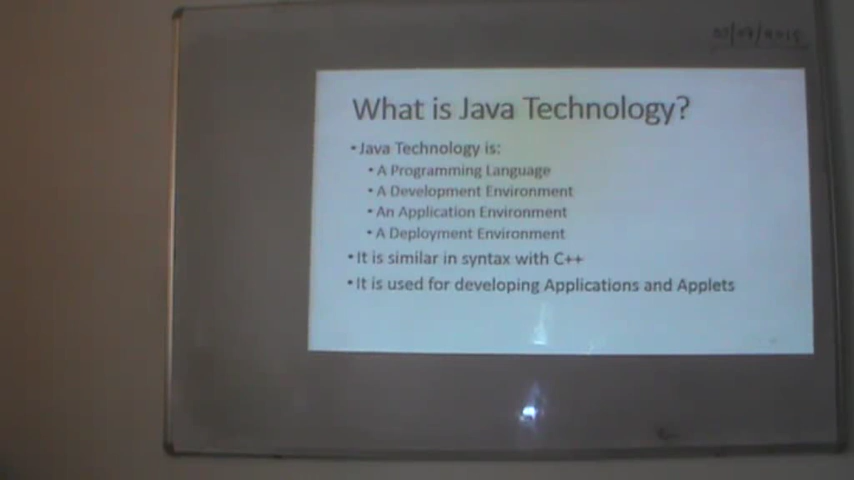 What is Java Technology?
•Java Technology is:
•A Programming Language
•A Development Environment
•An Application Environment
•A Deployment Environment
•It is similar in syntax with C++
•It is used for developing Applications and Applets